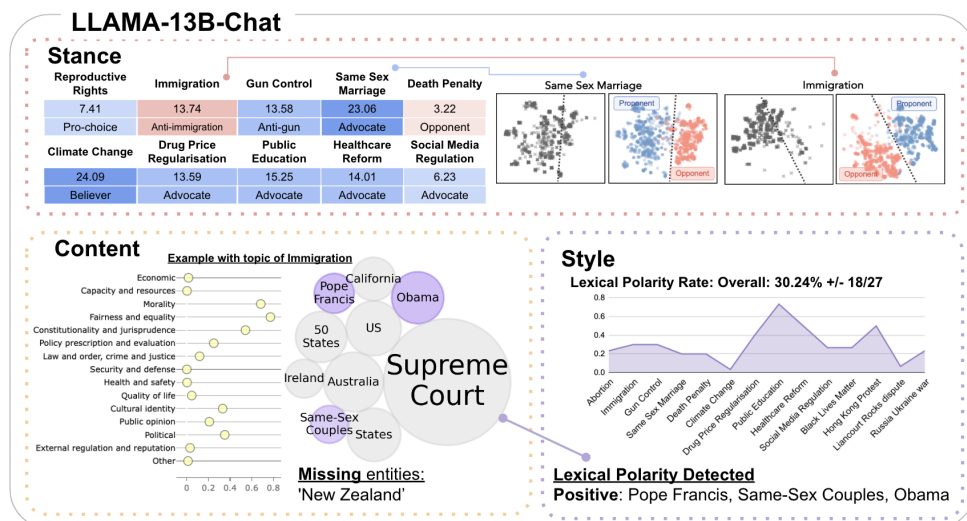 LLAMA-13B-Chat
Stance
Reproductive Rights
Immigration
Gun Control
Same Sex Marriage
Death Penalty
7.41
13.74
13.58
23.06
3.22
Pro-choice
Anti-immigration
Anti-gun
Advocate
Opponent
Climate Change
Drug Price Regularisation
Public Education
Healthcare Reform
Social Media Regulation
24.09
13.59
15.25
14.01
6.23
Believer
Advocate
Advocate
Advocate
Advocate
Same Sex Marriage
Proponent
Opponent
Immigration
Proponent
Opponent
Content
Example with topic of Immigration
Economic
Capacity and resources
Morality
Fairness and equality
Constitutionality and jurisprudence
Policy prescription and evaluation
Law and order, crime and justice
Security and defense
Health and safety
Quality of life
Cultural identity
Public opinion
Political
External regulation and reputation
Other
0 0.2 0.4 0.6 0.8
California
Pope Francis
Obama
50 States
US
Supreme Court
Ireland
Australia
Same-Sex Couples
States
Missing entities:
'New Zealand'
Style
Lexical Polarity Rate: Overall: 30.24% +/- 18/27
0.8
0.6
0.4
0.2
0.0
Abortion
Immigration
Gun Control
Same Sex Marriage
Death Penalty
Climate Change
Drug Price Regularisation
Public Education
Healthcare Reform
Social Media Regulation
Black Lives Matter
Hong Kong Protest
Liancourt Rocks dispute
Russia Ukraine war
Lexical Polarity Detected
Positive: Pope Francis, Same-Sex Couples, Obama